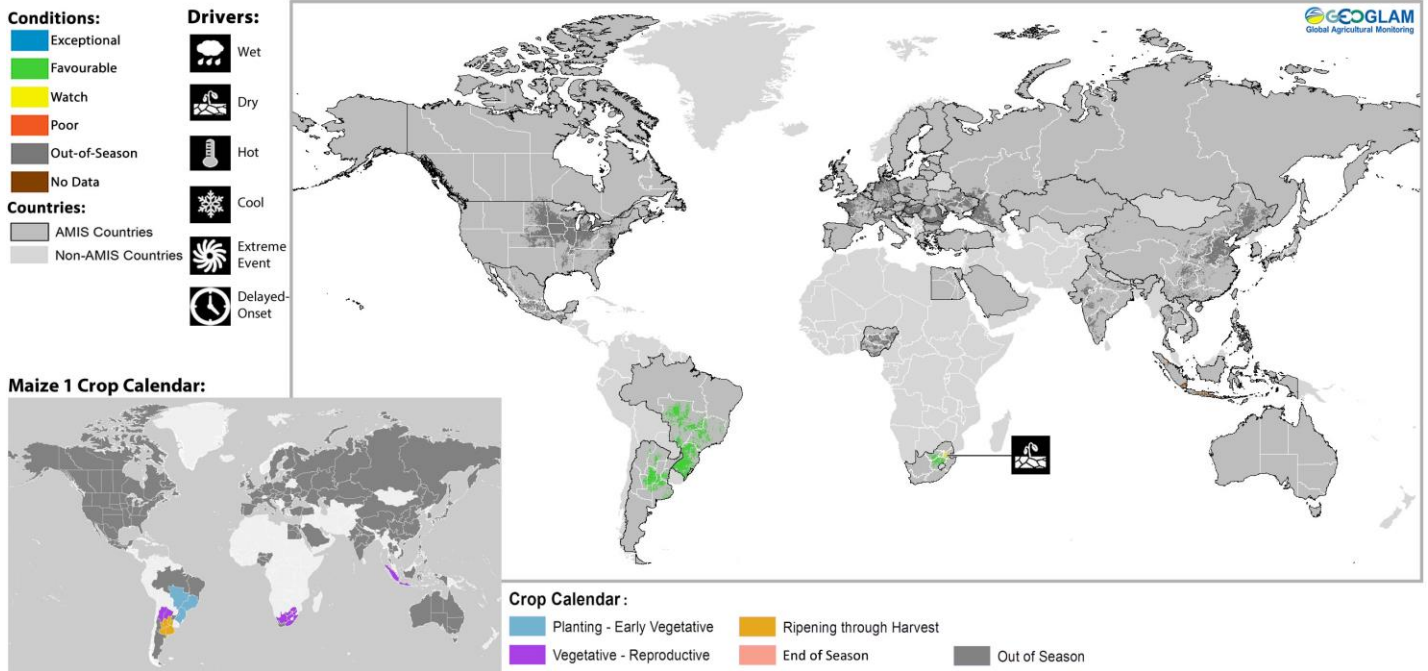 Conditions:
Exceptional
Favourable
Watch
Poor
Out-of-Season
No Data
Countries:
AMIS Countries
Non-AMIS Countries
Drivers:
Wet
Dry
Hot
Cool
Extreme
Event
Delayed-
Onset
GEOGLAM
Global Agricultural Monitoring
Maize 1 Crop Calendar:
Crop Calendar :
Planting - Early Vegetative
Ripening through Harvest
Vegetative - Reproductive
End of Season
Out of Season